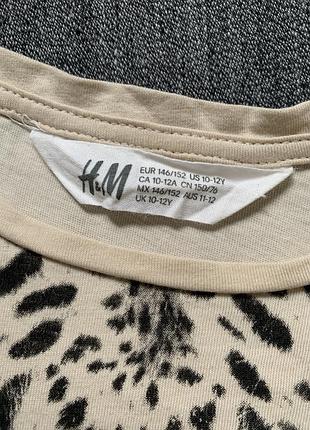 H&M
EUR 146/152 US 10-12Y
CA 10-12A CN 150/76
MX 146/152 AUS 11-12
UK 10-12Y